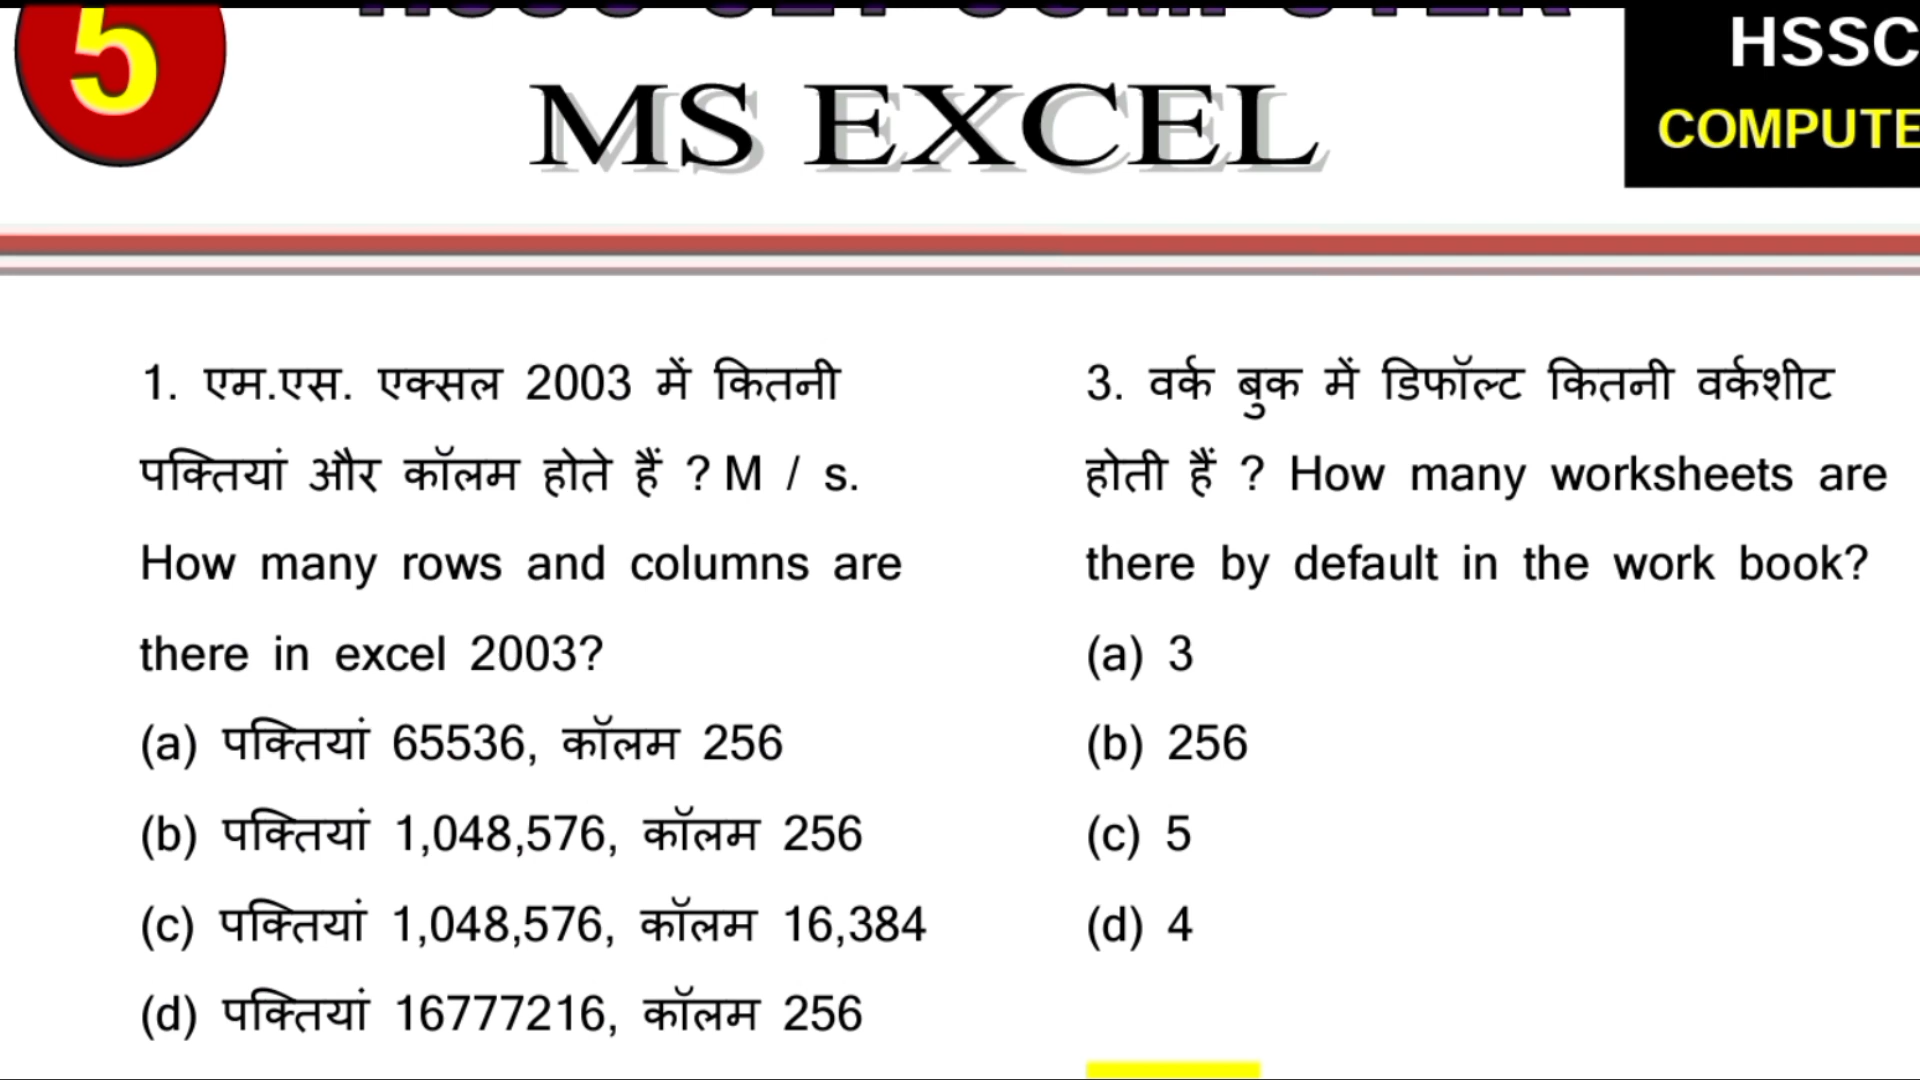 5
MS EXCEL
HSSC
COMPUTE
1. एम.एस. एक्सल 2003 में कितनी
पक्तियां और कॉलम होते हैं ? M / s.
How many rows and columns are
there in excel 2003?
(a) पक्तियां 65536, कॉलम 256
(b) पक्तियां 1,048,576, कॉलम 256
(c) पक्तियां 1,048,576, कॉलम 16,384
(d) पक्तियां 16777216, कॉलम 256
3. वर्क बुक में डिफॉल्ट कितनी वर्कशीट
होती हैं ? How many worksheets are
there by default in the work book?
(a) 3
(b) 256
(c) 5
(d) 4